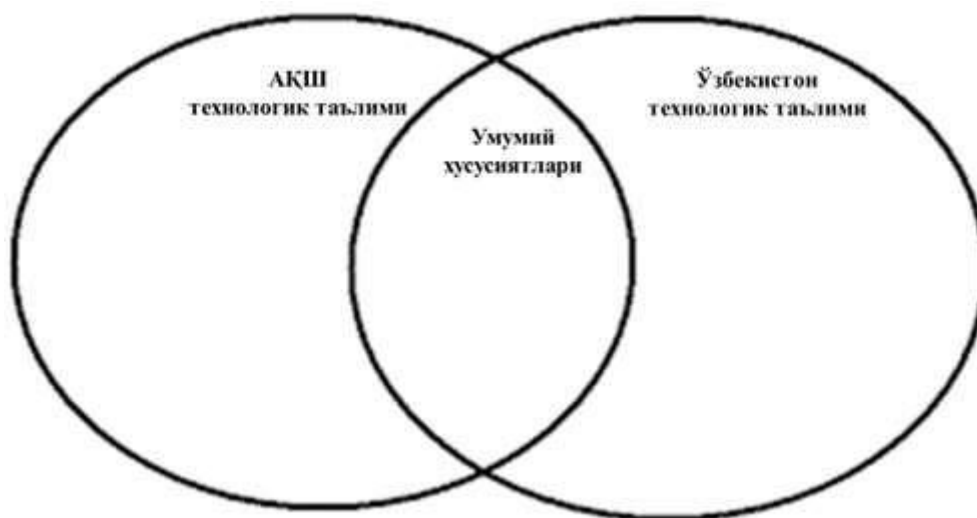 АҚШ
технологик таълими
Умумий
хусусиятлари
Ўзбекистон
технологик таълими